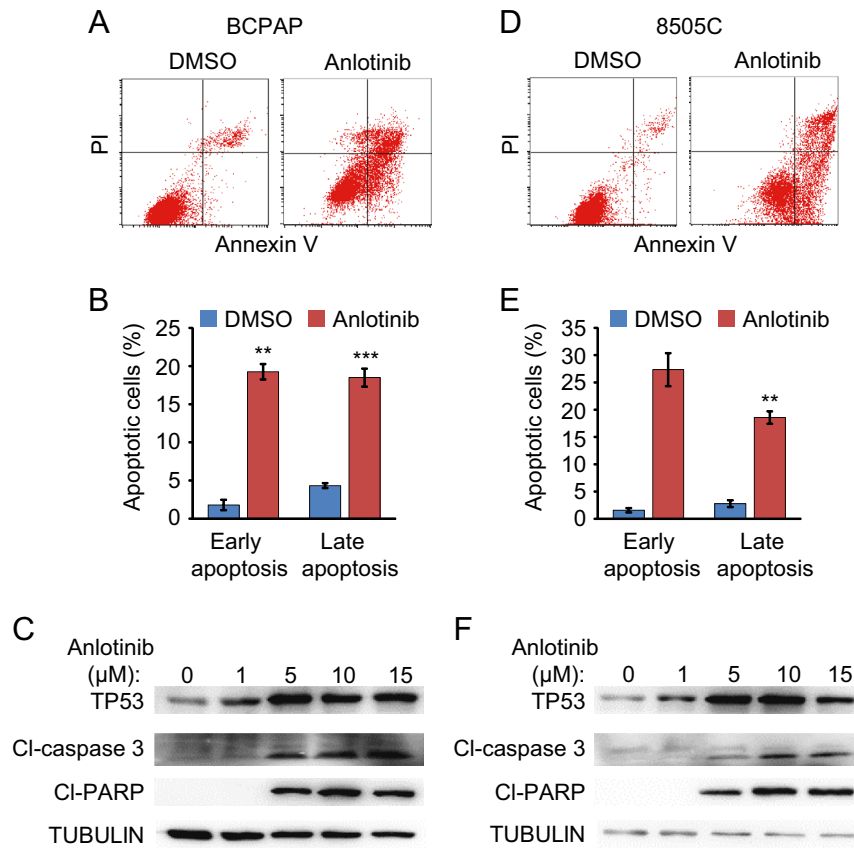 A
BCPAP
DMSO
Anlotinib
PI
Annexin V
B
DMSO
Anlotinib
Apoptotic cells (%)
25
20
15
10
5
0
**
***
Early
apoptosis
Late
apoptosis
C
Anlotinib
(µM):
0 1 5 10 15
TP53
Cl-caspase 3
Cl-PARP
TUBULIN
D
8505C
DMSO
Anlotinib
PI
Annexin V
E
DMSO
Anlotinib
Apoptotic cells (%)
35
30
25
20
15
10
5
0
**
Early
apoptosis
Late
apoptosis
F
Anlotinib
(µM):
0 1 5 10 15
TP53
Cl-caspase 3
Cl-PARP
TUBULIN